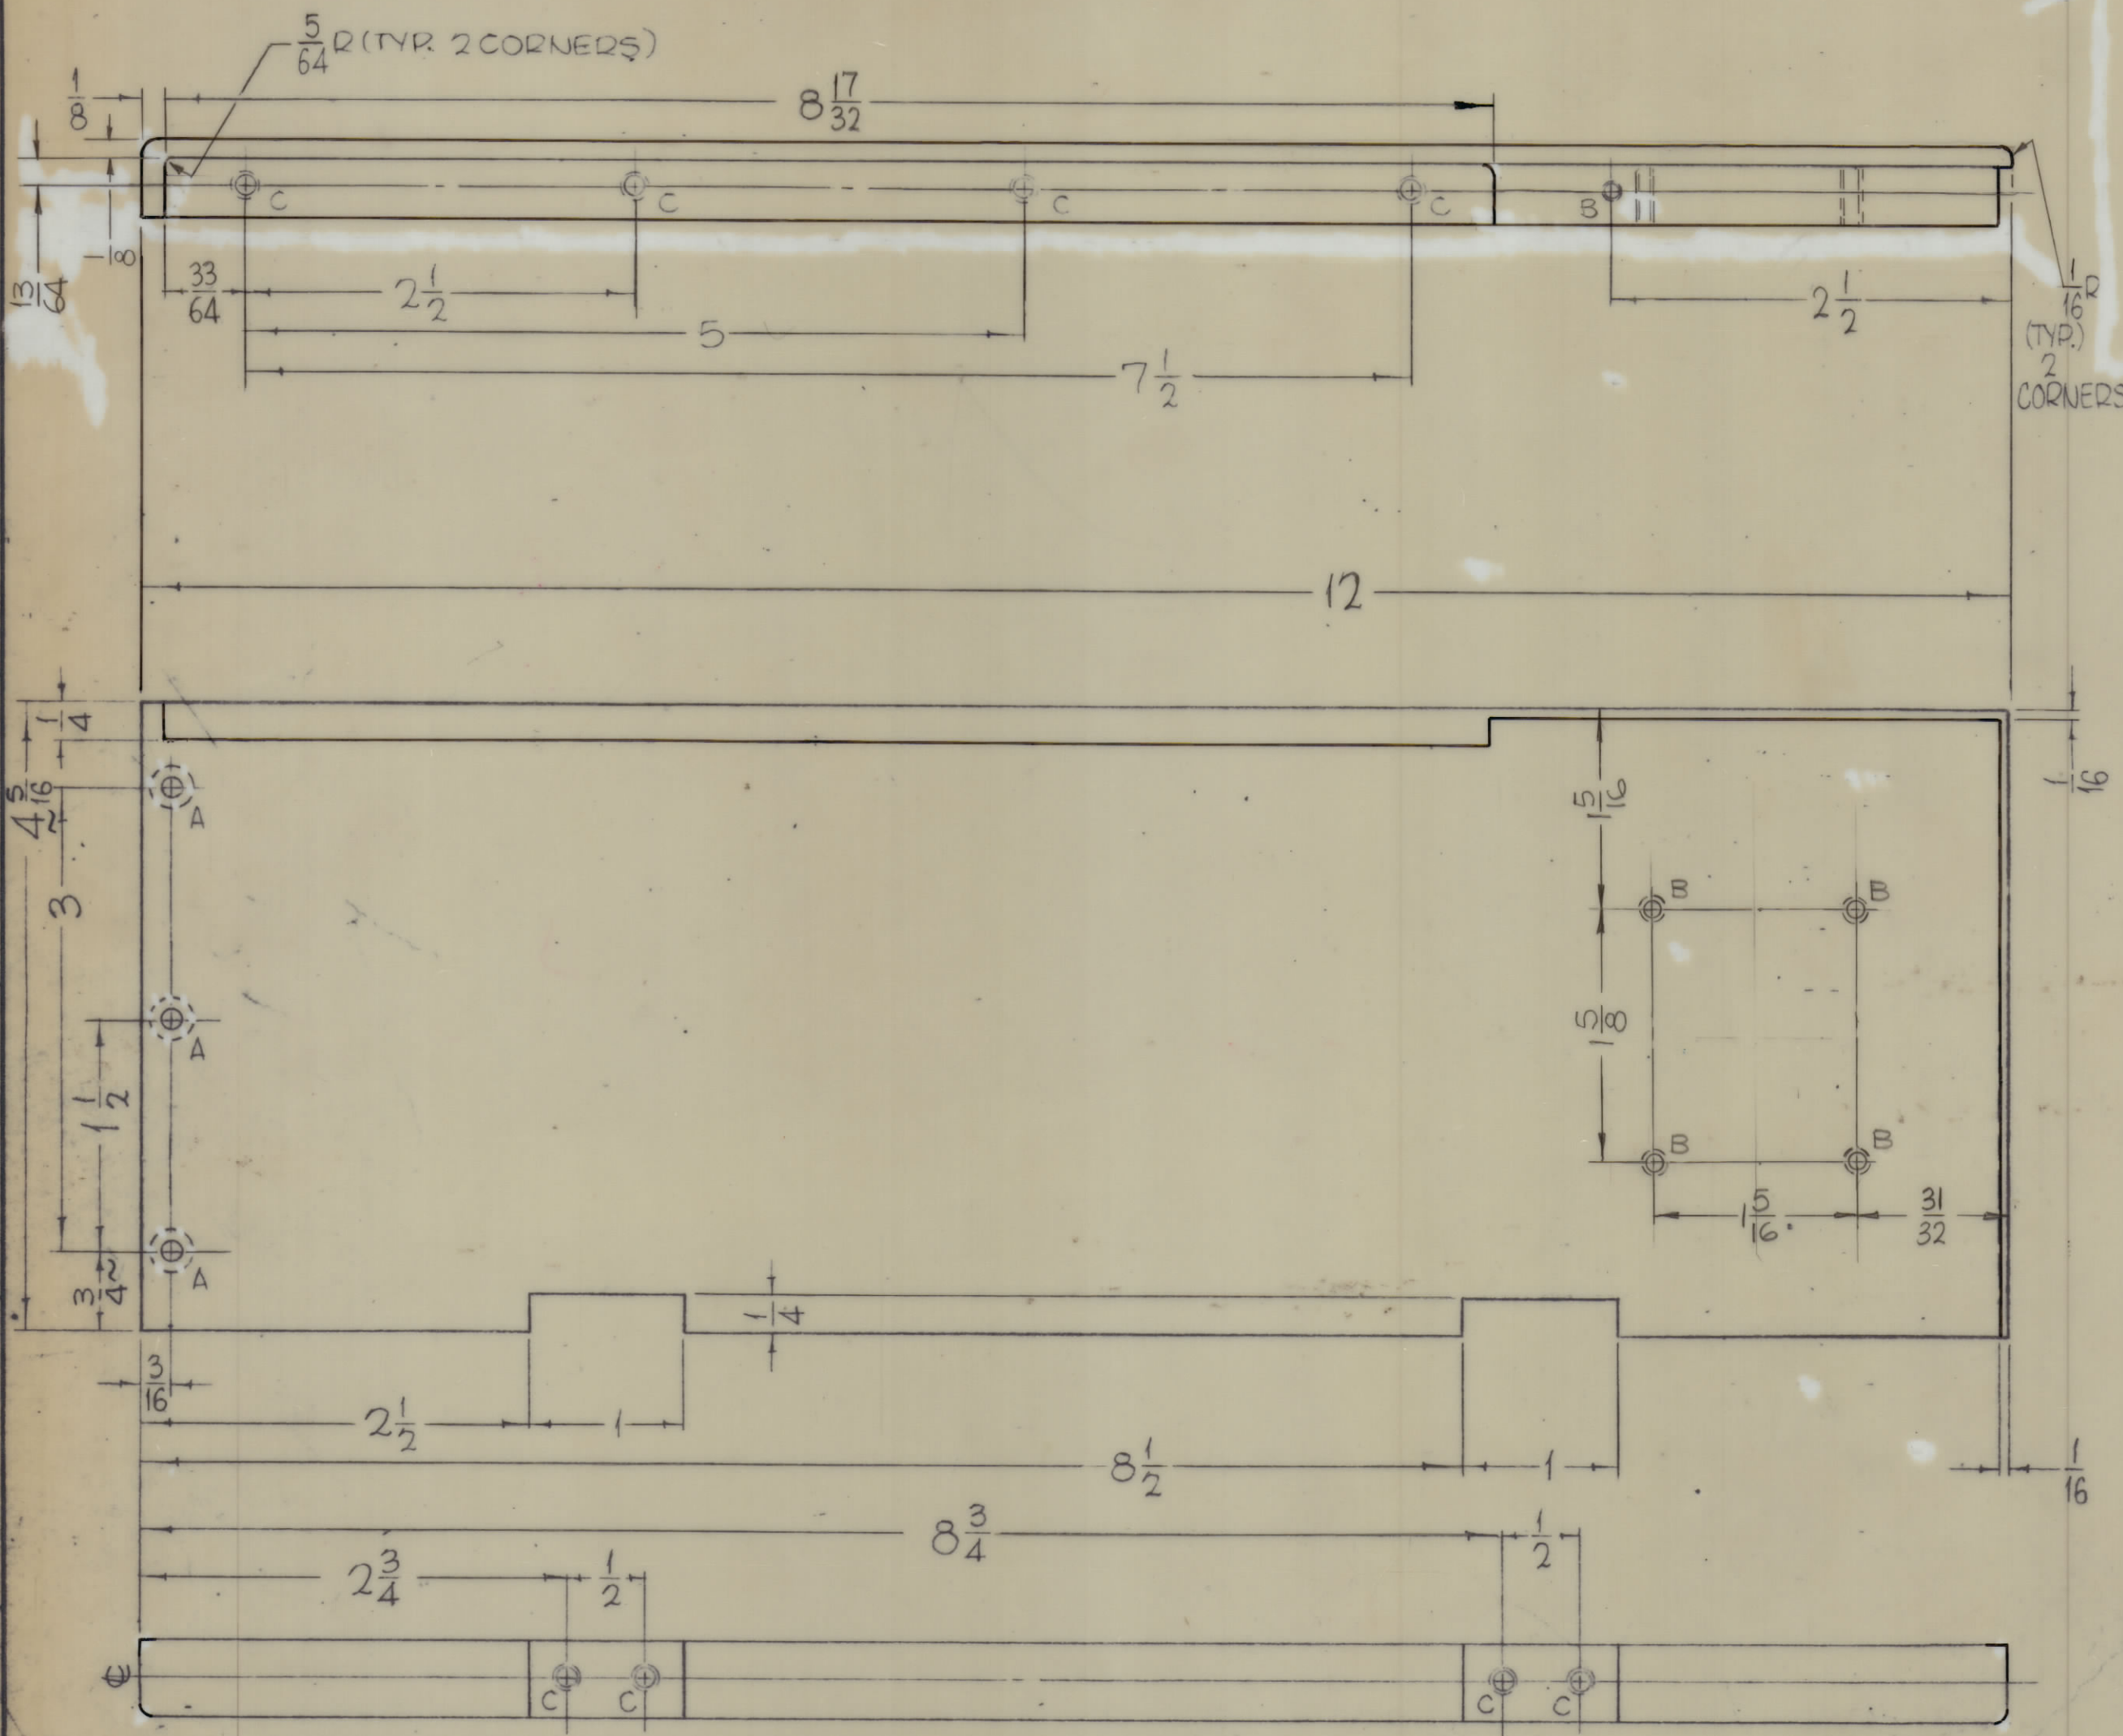 5/64 R (TYP. 2 CORNERS)
1/8
8 17/32
C
C
C
C
B
1/8
13/64
33/64
2 1/2
2 1/2
1/16 R
(TYP.)
2
CORNERS
5
7 1/2
12
1/4
4 5/16 ~
1/16
1 5/16
A
3
B
B
A
1 5/8
1 1/2
B
B
A
3/4 ~
1/4
1 5/16
31/32
3/16
2 1/2
1
8 1/2
1
1/16
8 3/4
1/2
2 3/4
1/2
℄
C
C
C
C